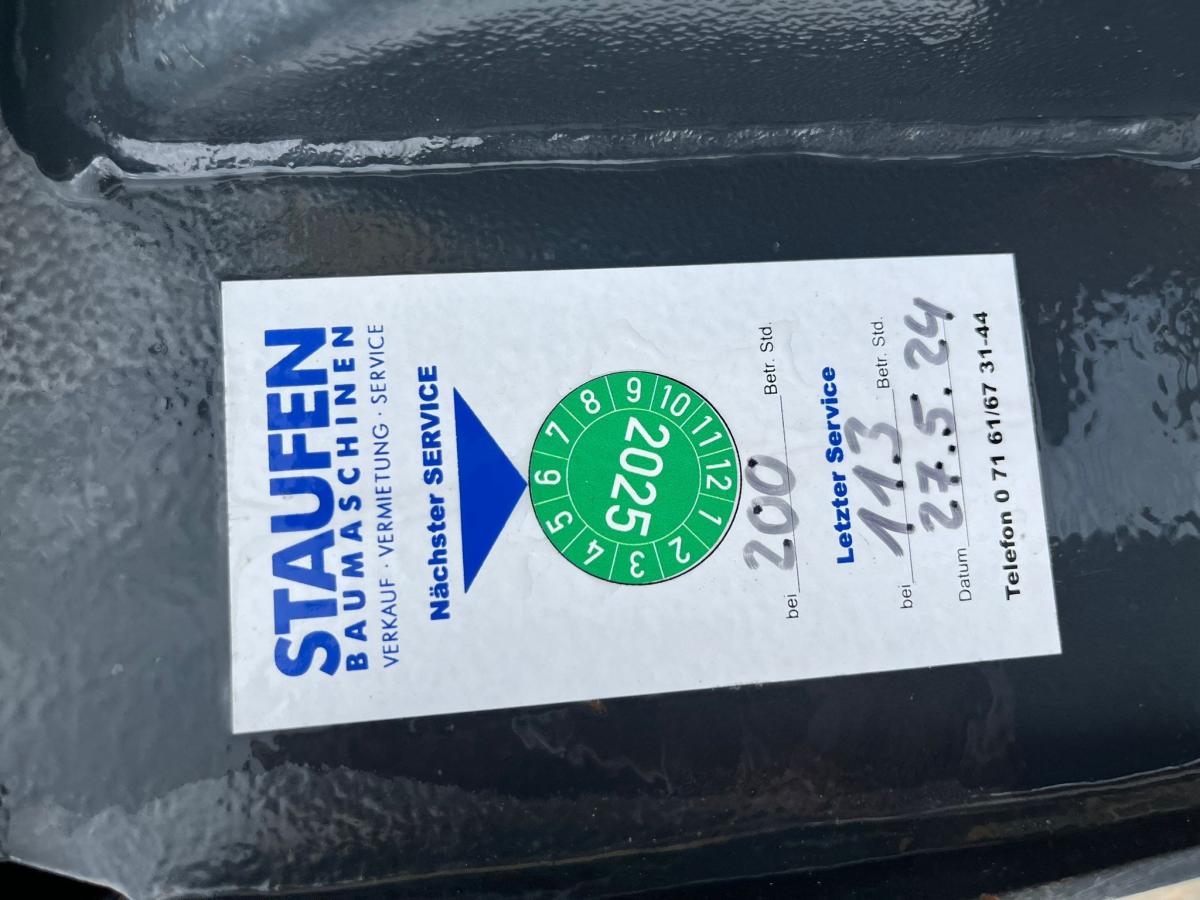 STAUFEN
BAUMASCHINEN
VERKAUF · VERMIETUNG · SERVICE
Nächster SERVICE
2025
1 2 3 4 5 6 7 8 9 10 11 12
bei 200 Betr. Std.
Letzter Service
bei 113 Betr. Std.
Datum 27.5.24
Telefon 0 71 61/67 31-44